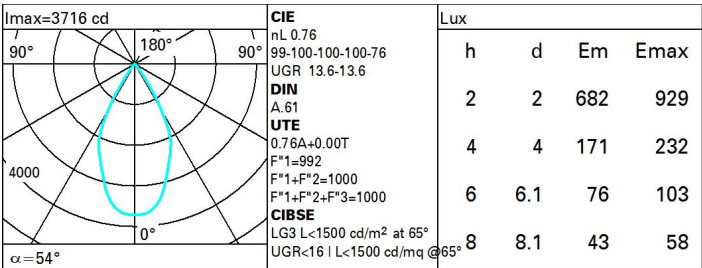 Imax=3716 cd
90°
180°
90°
4000
0°
α=54°
CIE
nL 0.76
99-100-100-100-76
UGR 13.6-13.6
DIN
A.61
UTE
0.76A+0.00T
F"1=992
F"1+F"2=1000
F"1+F"2+F"3=1000
CIBSE
LG3 L<1500 cd/m² at 65°
UGR<16 | L<1500 cd/mq @65°
Lux
h d Em Emax
2 2 682 929
4 4 171 232
6 6.1 76 103
8 8.1 43 58